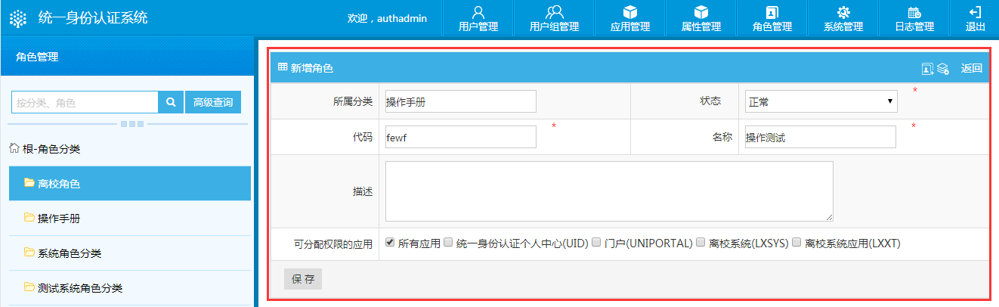 统一身份认证系统
欢迎，authadmin
用户管理
用户组管理
应用管理
属性管理
角色管理
系统管理
日志管理
退出
角色管理
按分类、角色
高级查询
根-角色分类
离校角色
操作手册
系统角色分类
测试系统角色分类
新增角色
返回
所属分类 操作手册 状态 正常 *
代码 fewf * 名称 操作测试 *
描述
可分配权限的应用 所有应用 统一身份认证个人中心(UID) 门户(UNIPORTAL) 离校系统(LXSYS) 离校系统应用(LXXT)
保 存